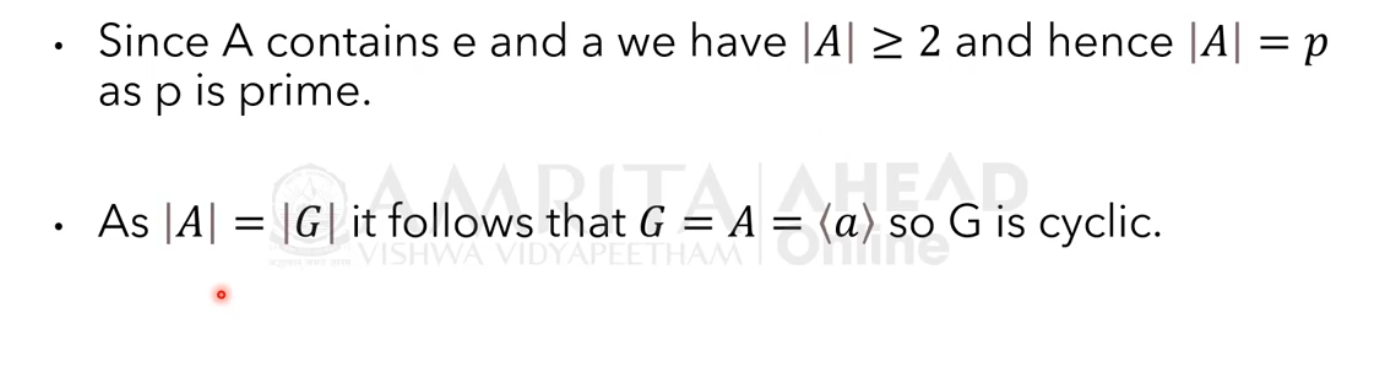 • Since A contains e and a we have |A| ≥ 2 and hence |A| = p
as p is prime.
AMRITA AHEAD
• As |A| = |G| it follows that G = A = ⟨a⟩ so G is cyclic.
VISHWA VIDYAPEETHAM Online